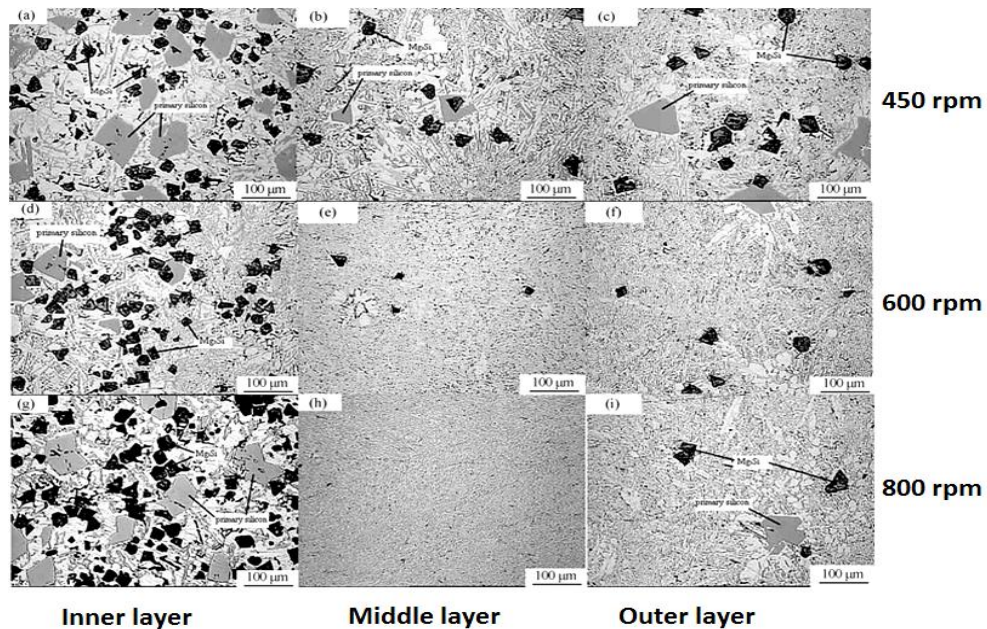 (a)
Mg₂Si
primary silicon
100 µm
(b)
Mg₂Si
primary silicon
100 µm
(c)
Mg₂Si
primary silicon
100 µm
450 rpm
(d)
primary silicon
Mg₂Si
100 µm
(e)
100 µm
(f)
100 µm
600 rpm
(g)
Mg₂Si
primary silicon
100 µm
(h)
100 µm
(i)
Mg₂Si
primary silicon
100 µm
800 rpm
Inner layer
Middle layer
Outer layer